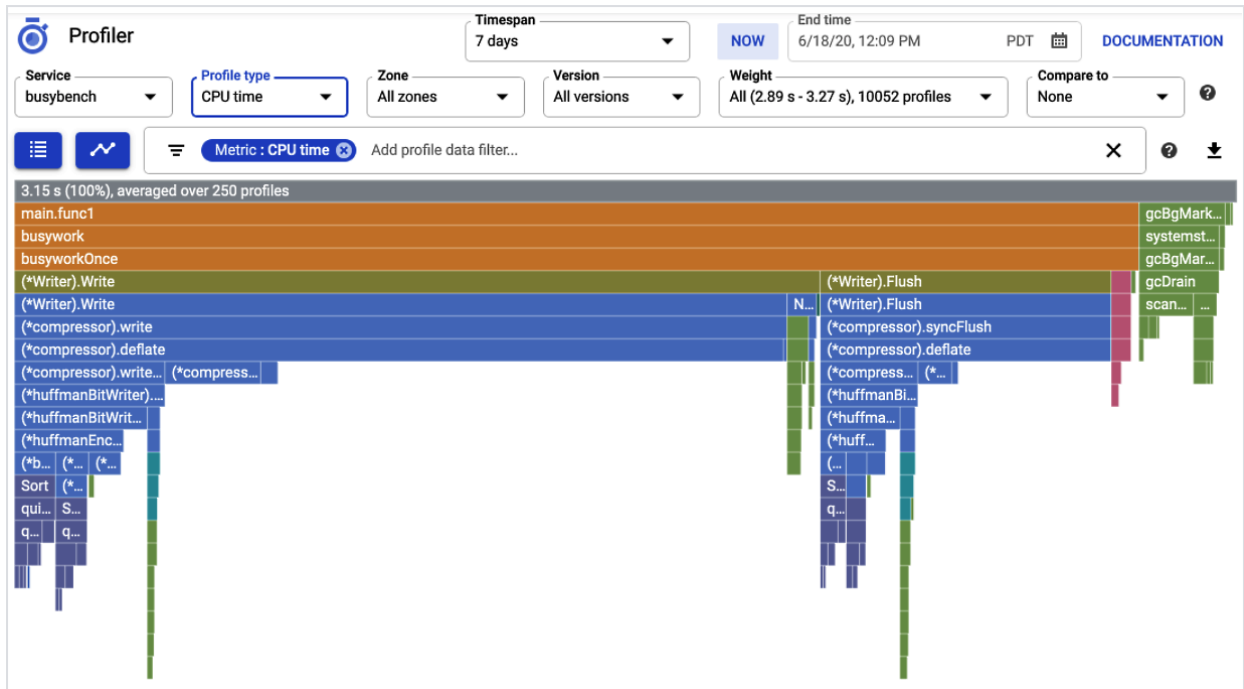 Profiler
Timespan
7 days
NOW
End time
6/18/20, 12:09 PM PDT
DOCUMENTATION
Service
busybench
Profile type
CPU time
Zone
All zones
Version
All versions
Weight
All (2.89 s - 3.27 s), 10052 profiles
Compare to
None
Metric : CPU time
Add profile data filter...
3.15 s (100%), averaged over 250 profiles
main.func1 gcBgMark...
busywork systemst...
busyworkOnce gcBgMar...
(*Writer).Write (*Writer).Flush gcDrain
(*Writer).Write N... (*Writer).Flush scan... ...
(*compressor).write (*compressor).syncFlush
(*compressor).deflate (*compressor).deflate
(*compressor).write... (*compress... (*compress... (*...
(*huffmanBitWriter).... (*huffmanBi...
(*huffmanBitWrit... (*huffma...
(*huffmanEnc... (*huff...
(*b... (*... (*... (...
Sort (*... S...
qui... S... q...
q... q...